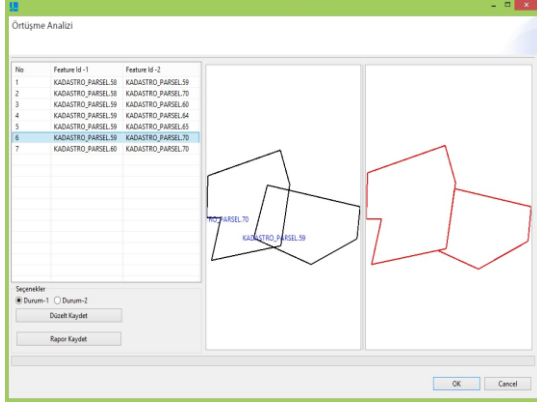 Örtüşme Analizi
No Feature Id -1 Feature Id -2
1 KADASTRO_PARSEL.58 KADASTRO_PARSEL.59
2 KADASTRO_PARSEL.58 KADASTRO_PARSEL.70
3 KADASTRO_PARSEL.59 KADASTRO_PARSEL.60
4 KADASTRO_PARSEL.59 KADASTRO_PARSEL.64
5 KADASTRO_PARSEL.59 KADASTRO_PARSEL.65
6 KADASTRO_PARSEL.59 KADASTRO_PARSEL.70
7 KADASTRO_PARSEL.60 KADASTRO_PARSEL.70
RO_PARSEL.70
KADASTRO_PARSEL.59
Seçenekler
Durum-1 Durum-2
Düzelt Kaydet
Rapor Kaydet
OK Cancel